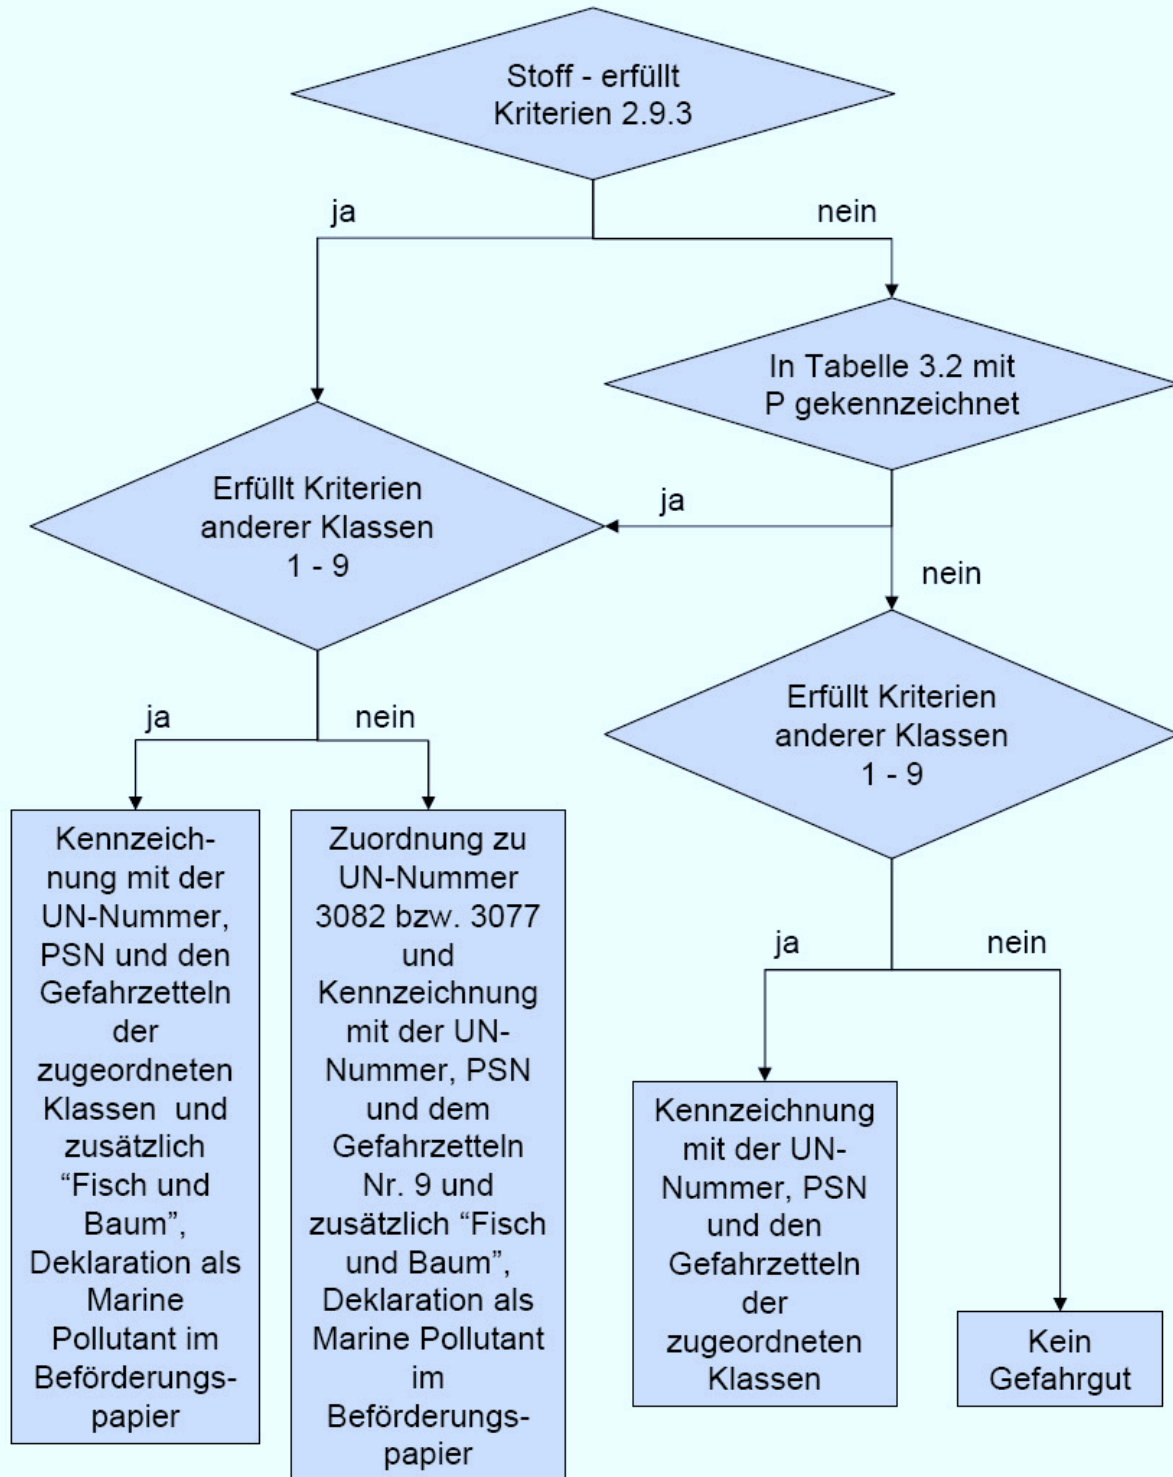 Stoff - erfüllt
Kriterien 2.9.3
ja
nein
In Tabelle 3.2 mit
P gekennzeichnet
Erfüllt Kriterien
anderer Klassen
1 - 9
ja
nein
Erfüllt Kriterien
anderer Klassen
1 - 9
ja
nein
Kennzeich-
nung mit der
UN-Nummer,
PSN und den
Gefahrzetteln
der
zugeordneten
Klassen und
zusätzlich
“Fisch und
Baum”,
Deklaration als
Marine
Pollutant im
Beförderungs-
papier
Zuordnung zu
UN-Nummer
3082 bzw. 3077
und
Kennzeichnung
mit der UN-
Nummer, PSN
und dem
Gefahrzetteln
Nr. 9 und
zusätzlich “Fisch
und Baum”,
Deklaration als
Marine Pollutant
im
Beförderungs-
papier
ja
nein
Kennzeichnung
mit der UN-
Nummer, PSN
und den
Gefahrzetteln
der
zugeordneten
Klassen
Kein
Gefahrgut